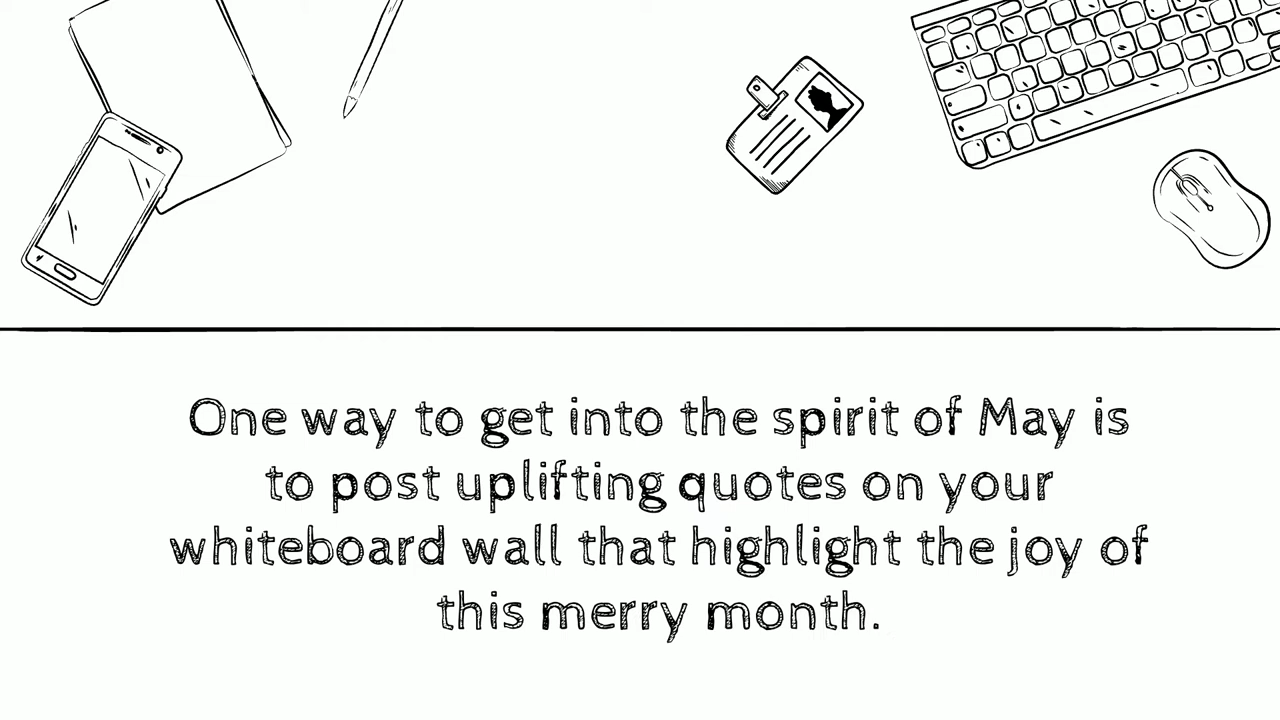 One way to get into the spirit of May is
to post uplifting quotes on your
whiteboard wall that highlight the joy of
this merry month.